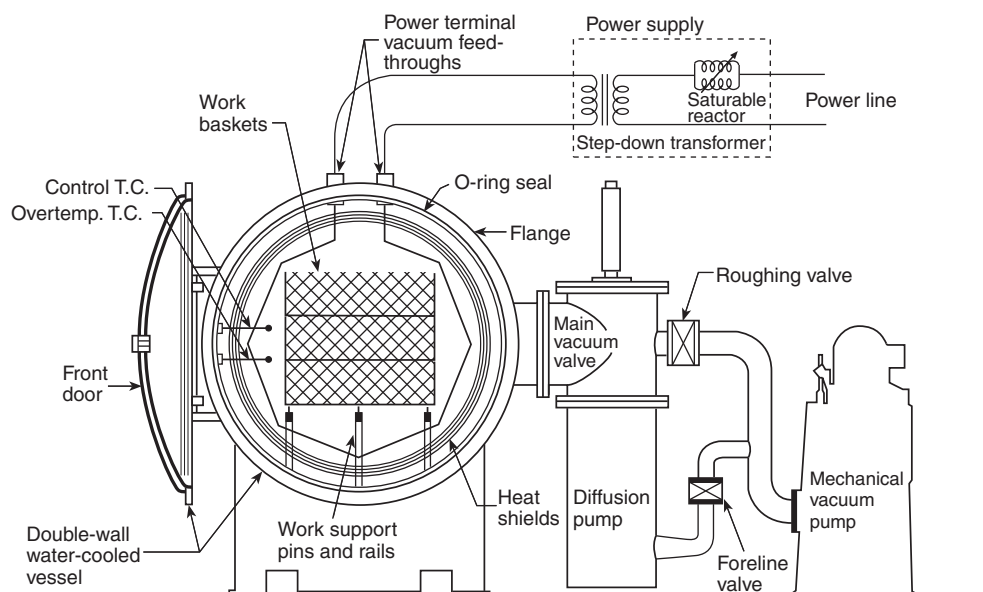 Power terminal
vacuum feed-
throughs
Power supply
Saturable
reactor
Power line
Step-down transformer
Work
baskets
Control T.C.
Overtemp. T.C.
O-ring seal
Flange
Roughing valve
Main
vacuum
valve
Front
door
Heat
shields
Diffusion
pump
Mechanical
vacuum
pump
Work support
pins and rails
Double-wall
water-cooled
vessel
Foreline
valve